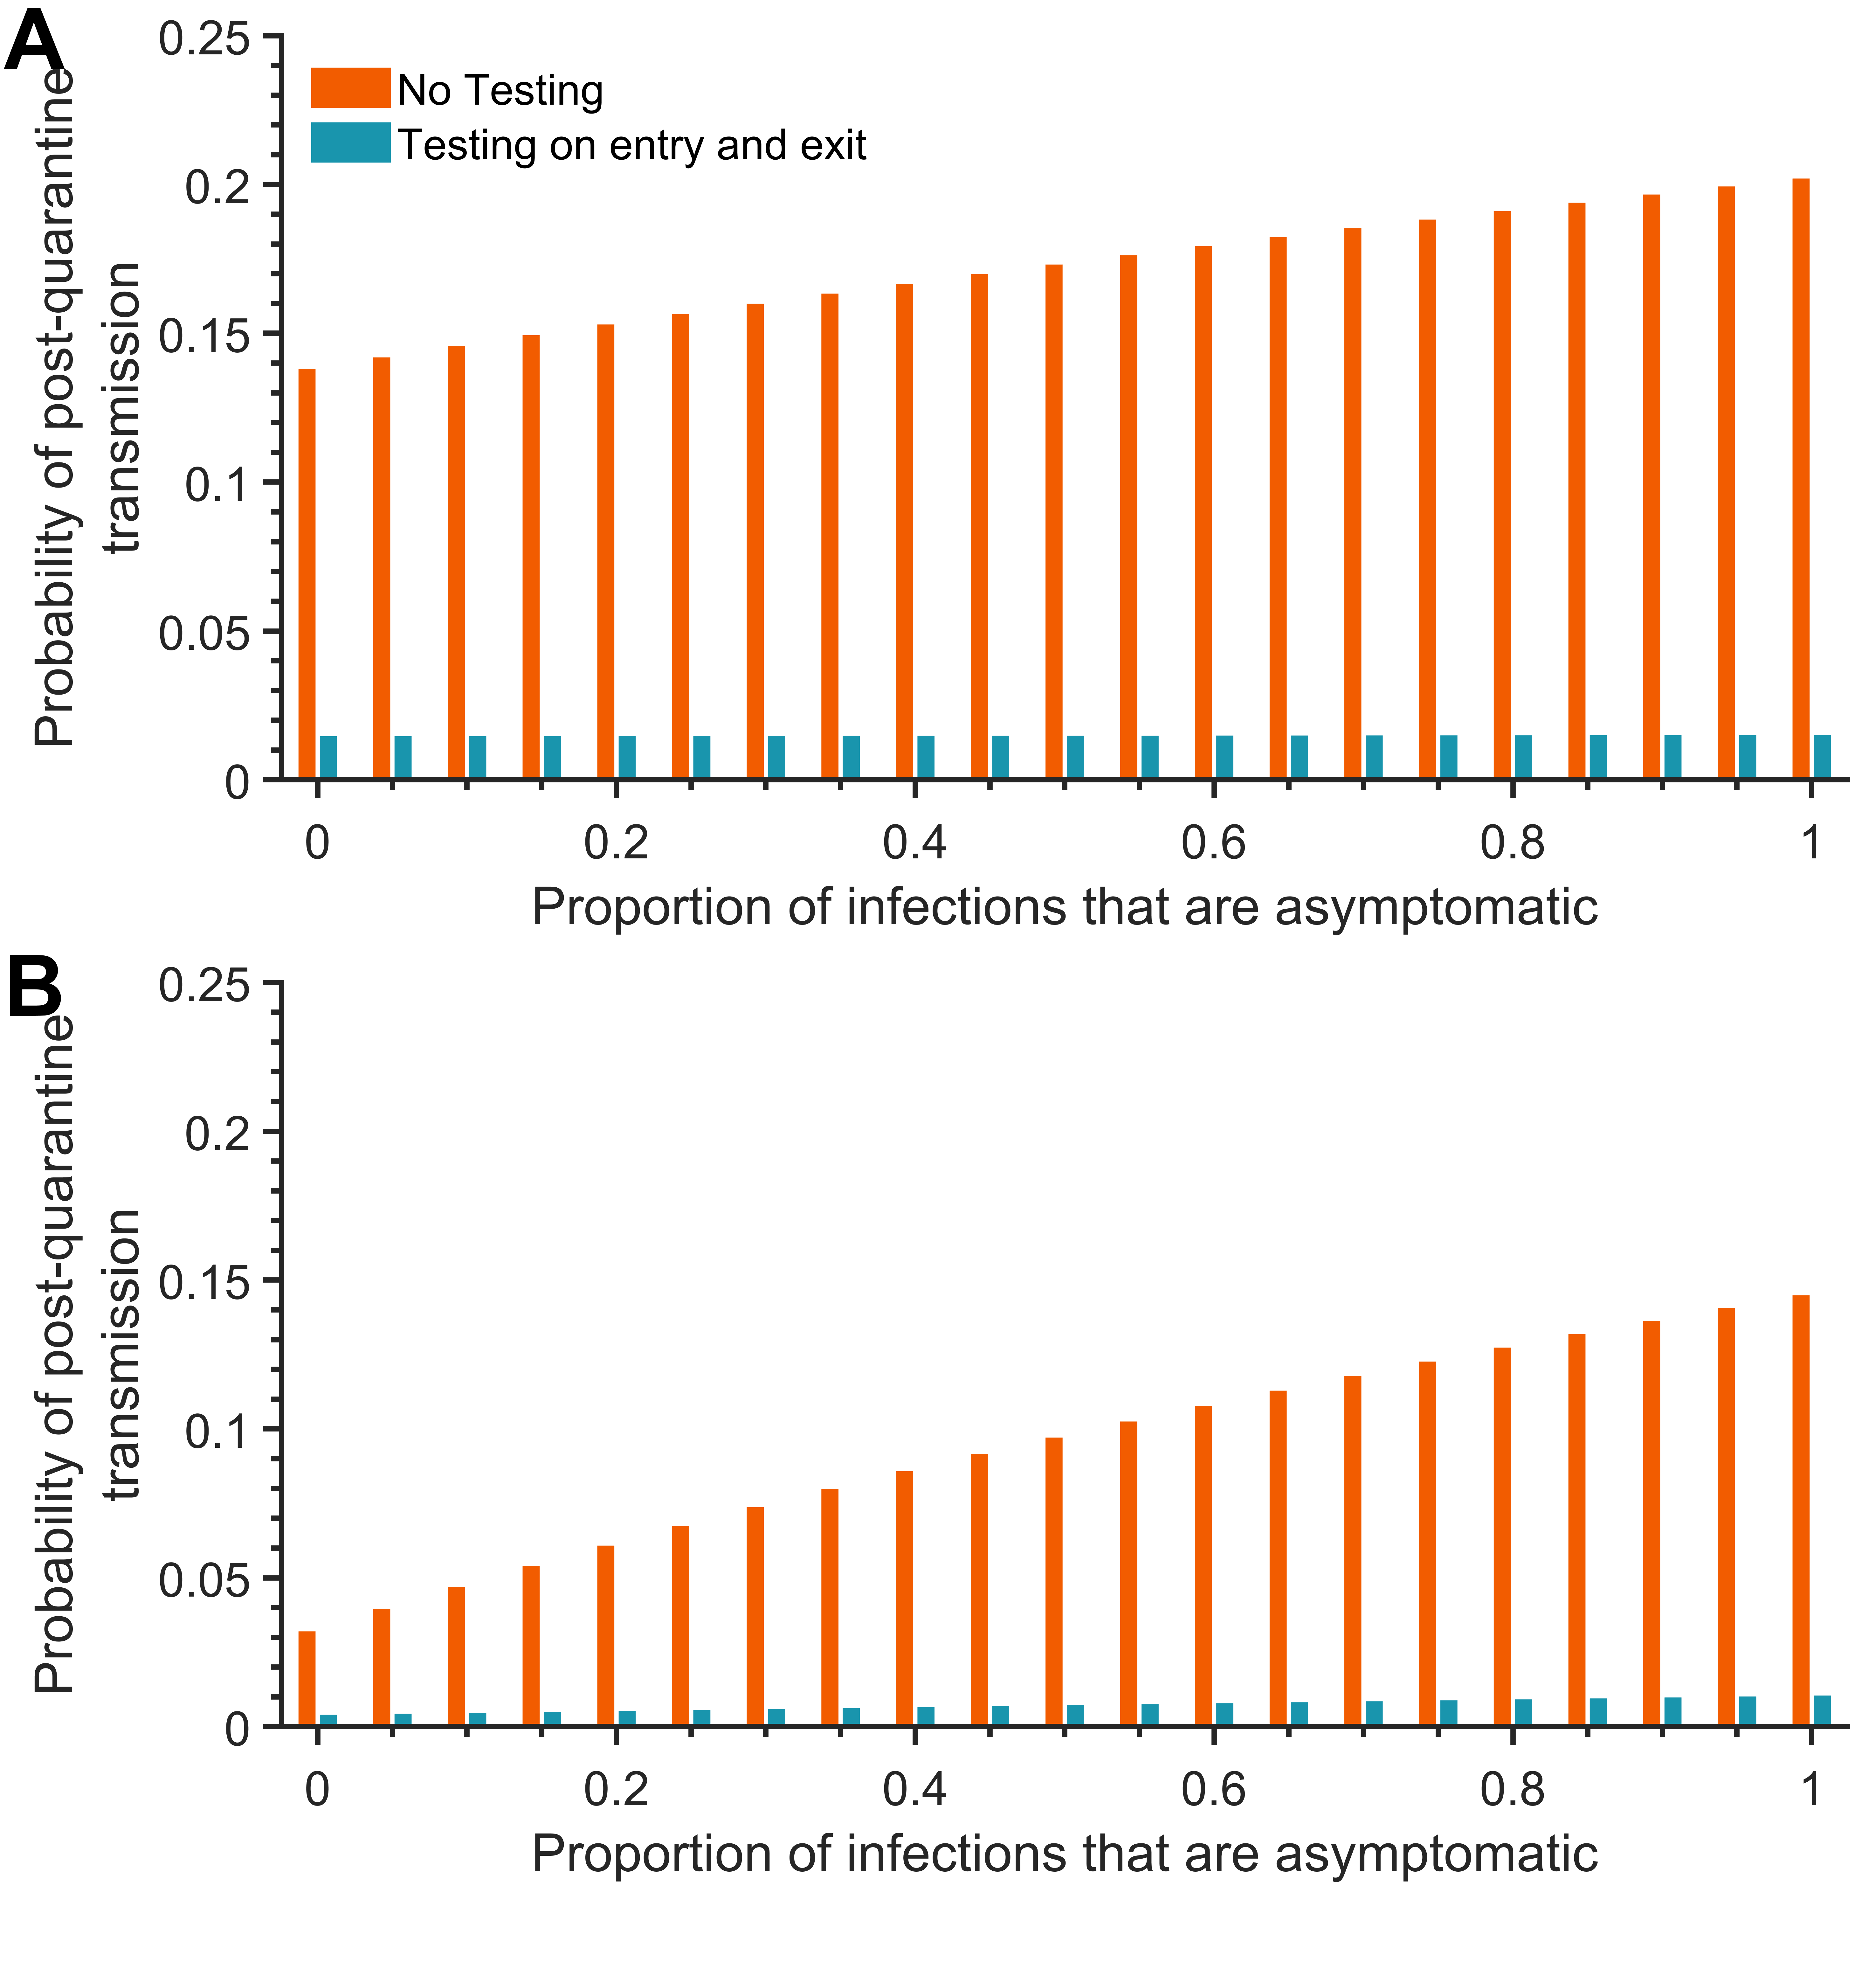 A
Probability of post-quarantine
transmission
0.25
0.2
0.15
0.1
0.05
0
No Testing
Testing on entry and exit
0 0.2 0.4 0.6 0.8 1
Proportion of infections that are asymptomatic
B
Probability of post-quarantine
transmission
0.25
0.2
0.15
0.1
0.05
0
0 0.2 0.4 0.6 0.8 1
Proportion of infections that are asymptomatic